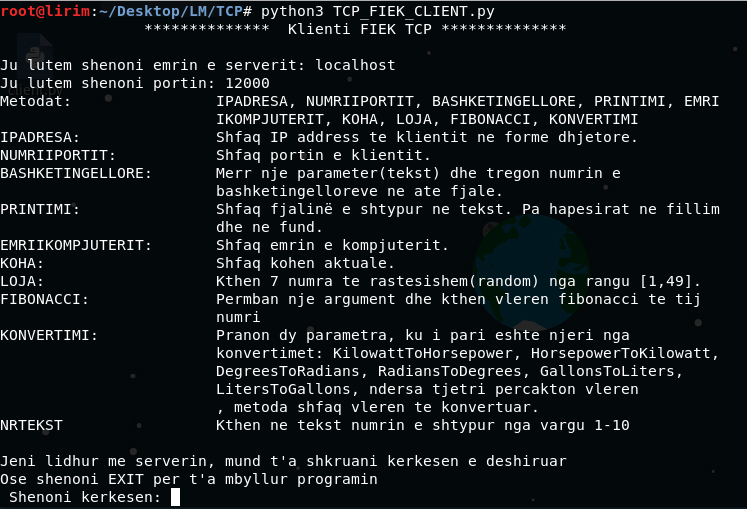 root@lirim:~/Desktop/LM/TCP# python3 TCP_FIEK_CLIENT.py
************** Klienti FIEK TCP **************
Ju lutem shenoni emrin e serverit: localhost
Ju lutem shenoni portin: 12000
Metodat: IPADRESA, NUMRIIPORTIT, BASHKETINGELLORE, PRINTIMI, EMRI
IKOMPJUTERIT, KOHA, LOJA, FIBONACCI, KONVERTIMI
IPADRESA: Shfaq IP address te klientit ne forme dhjetore.
NUMRIIPORTIT: Shfaq portin e klientit.
BASHKETINGELLORE: Merr nje parameter(tekst) dhe tregon numrin e
bashketingelloreve ne ate fjale.
PRINTIMI: Shfaq fjalinë e shtypur ne tekst. Pa hapesirat ne fillim
dhe ne fund.
EMRIIKOMPJUTERIT: Shfaq emrin e kompjuterit.
KOHA: Shfaq kohen aktuale.
LOJA: Kthen 7 numra te rastesishem(random) nga rangu [1,49].
FIBONACCI: Permban nje argument dhe kthen vleren fibonacci te tij
numri
KONVERTIMI: Pranon dy parametra, ku i pari eshte njeri nga
konvertimet: KilowattToHorsepower, HorsepowerToKilowatt,
DegreesToRadians, RadiansToDegrees, GallonsToLiters,
LitersToGallons, ndersa tjetri percakton vleren
, metoda shfaq vleren te konvertuar.
NRTEKST Kthen ne tekst numrin e shtypur nga vargu 1-10
Jeni lidhur me serverin, mund t'a shkruani kerkesen e deshiruar
Ose shenoni EXIT per t'a mbyllur programin
Shenoni kerkesen: